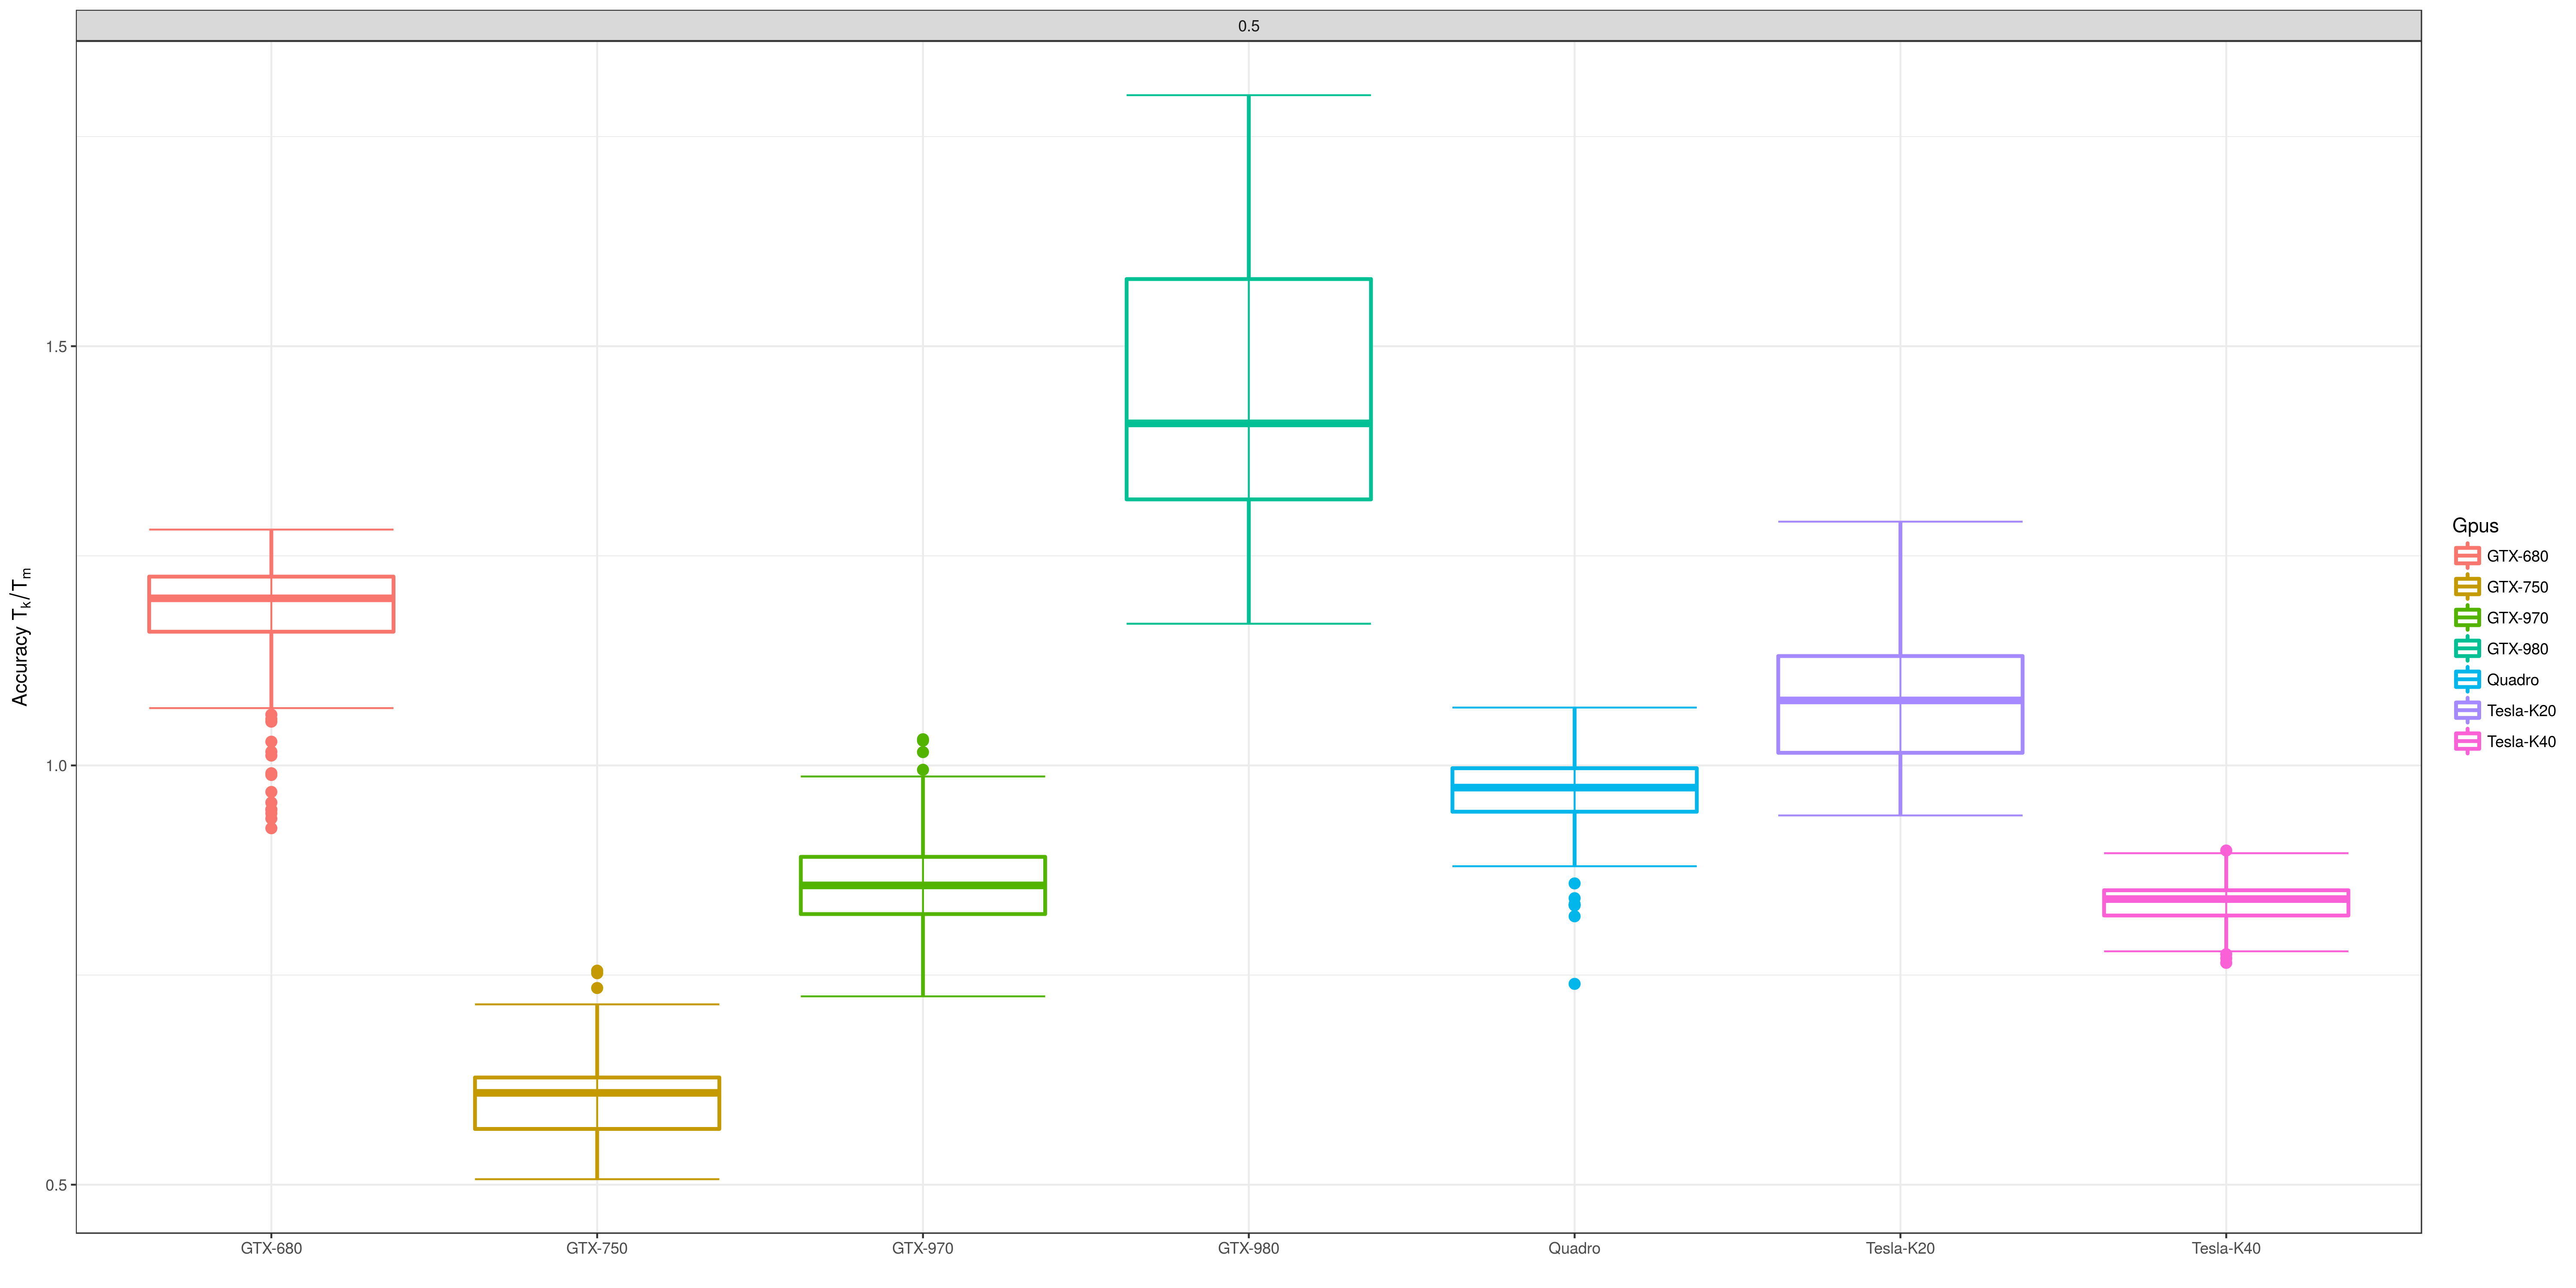 0.5
Accuracy Tk/Tm
1.5
1.0
0.5
GTX-680 GTX-750 GTX-970 GTX-980 Quadro Tesla-K20 Tesla-K40
Gpus
GTX-680
GTX-750
GTX-970
GTX-980
Quadro
Tesla-K20
Tesla-K40